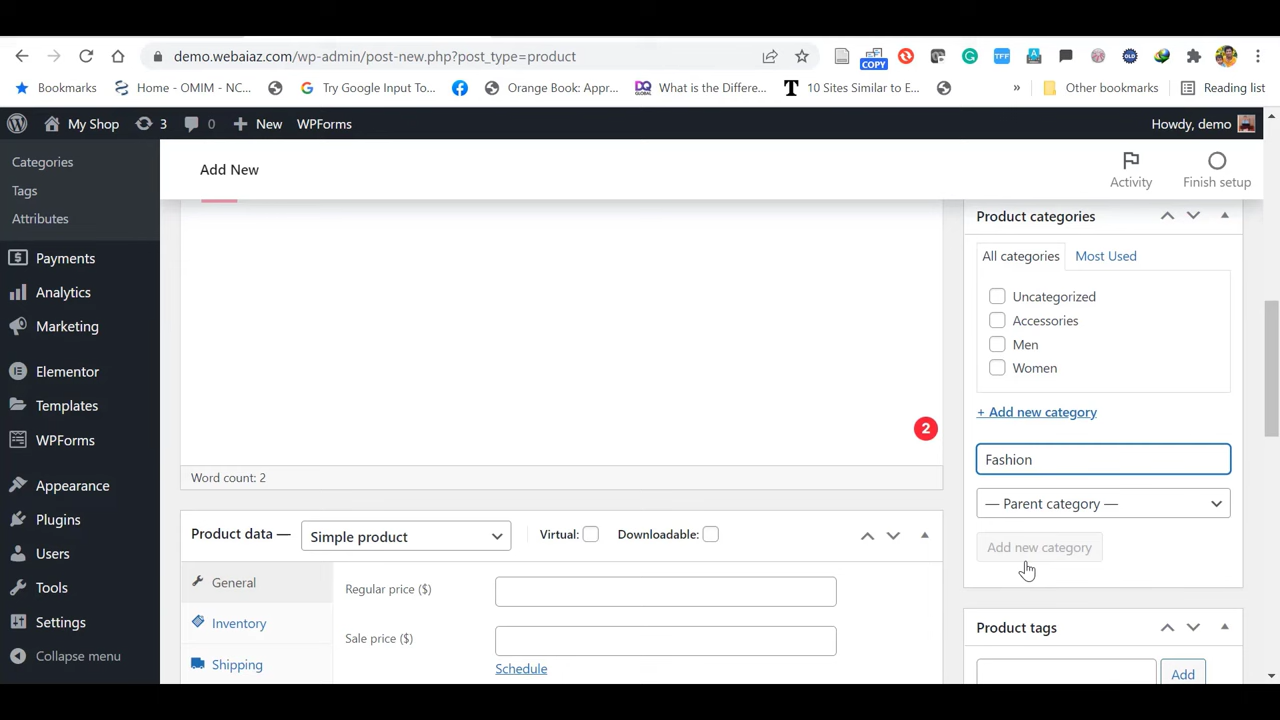 demo.webaiaz.com/wp-admin/post-new.php?post_type=product
COPY
TFF
OLD
Bookmarks
Home - OMIM - NC...
Try Google Input To...
Orange Book: Appr...
DQ GLOBAL
What is the Differe...
T
10 Sites Similar to E...
»
Other bookmarks
Reading list
My Shop
3
0
New
WPForms
Howdy, demo
Categories
Tags
Attributes
Payments
Analytics
Marketing
Elementor
Templates
WPForms
Appearance
Plugins
Users
Tools
Settings
Collapse menu
Add New
Activity
Finish setup
2
Word count: 2
Product data —
Simple product
Virtual:
Downloadable:
General
Inventory
Shipping
Regular price ($)
Sale price ($)
Schedule
Product categories
All categories
Most Used
Uncategorized
Accessories
Men
Women
+ Add new category
Fashion
— Parent category —
Add new category
Product tags
Add